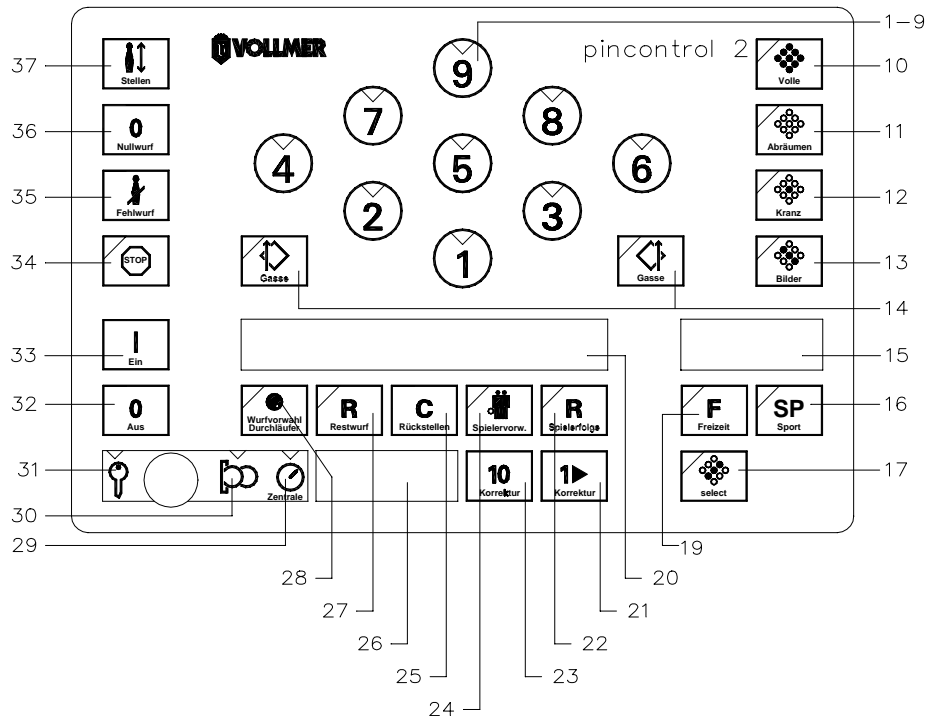 VOLLMER
pincontrol 2
1-9
37
Stellen
9
Volle
10
36
0
Nullwurf
7
8
Abräumen
11
4
5
6
35
Fehlwurf
2
3
Kranz
12
34
STOP
Gasse
1
Gasse
Bilder
13
14
33
I
Ein
20
15
32
0
Aus
Wurfvorwahl
Durchläufer
R
Restwurf
C
Rückstellen
Spielervorw.
R
Spielerfolge
F
Freizeit
SP
Sport
16
31
Zentrale
10
Korrektur
1
Korrektur
select
17
30
29
19
28
27
26
25
24
23
22
21